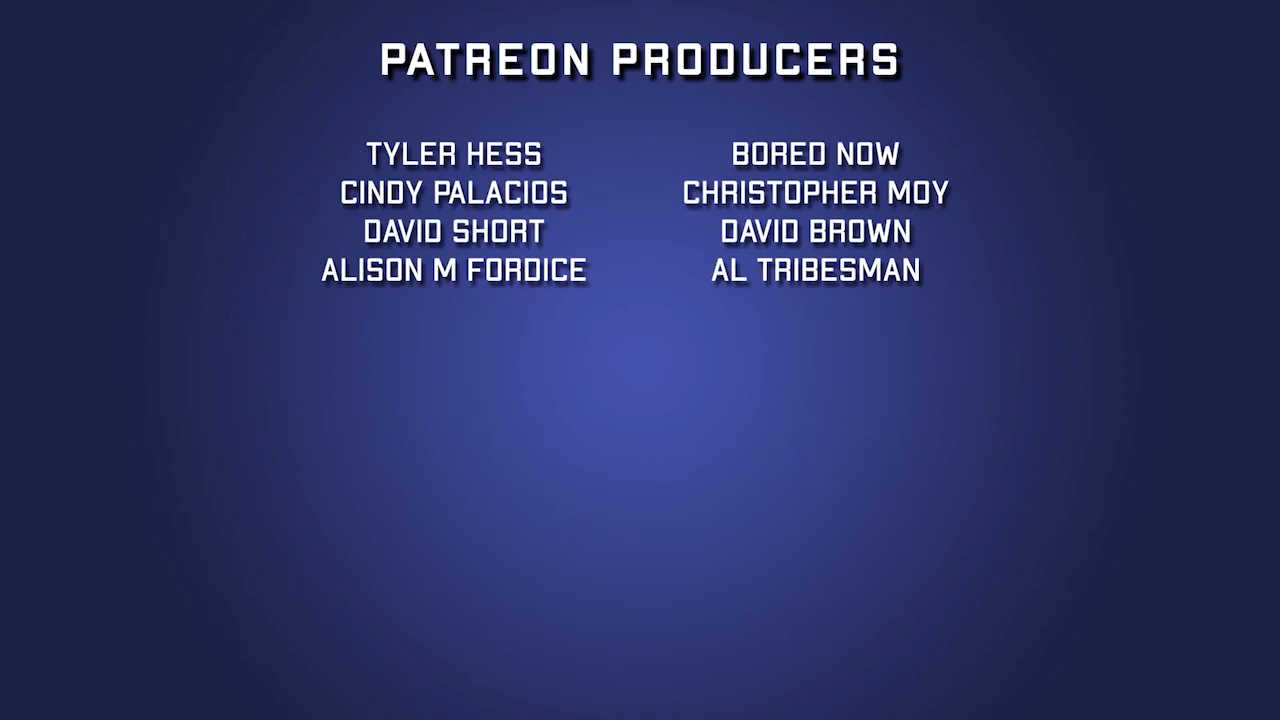 PATREON PRODUCERS
TYLER HESS
CINDY PALACIOS
DAVID SHORT
ALISON M FORDICE
BORED NOW
CHRISTOPHER MOY
DAVID BROWN
AL TRIBESMAN